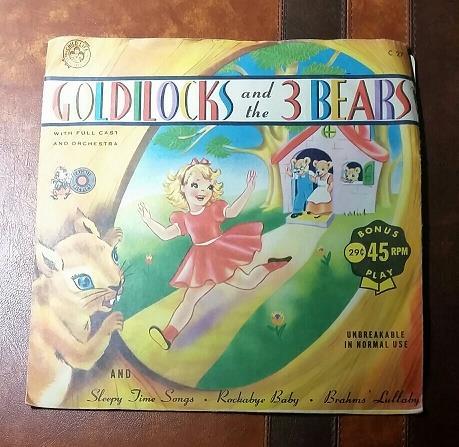 C 27
GOLDILOCKS and the 3 BEARS
WITH FULL CAST
AND ORCHESTRA
BONUS
29¢ 45 RPM
PLAY
UNBREAKABLE
IN NORMAL USE
AND
Sleepy Time Songs • Rockabye Baby • Brahms' Lullaby